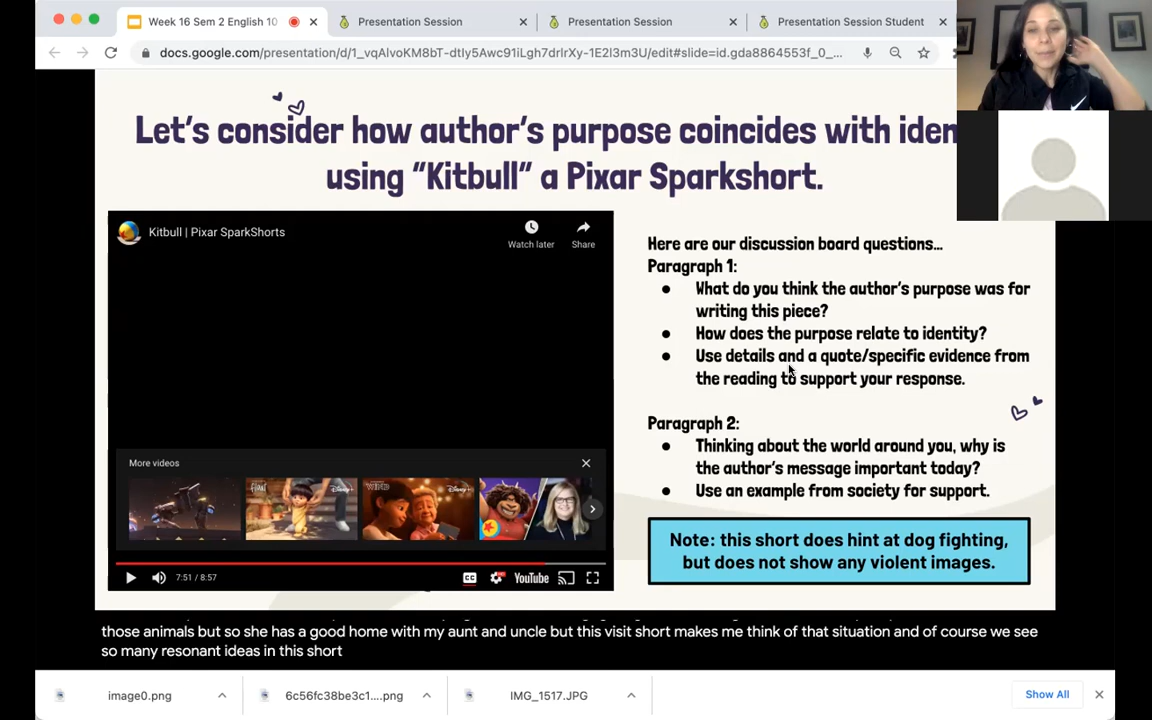 Week 16 Sem 2 English 10
Presentation Session
Presentation Session
Presentation Session Student
docs.google.com/presentation/d/1_vqAlvoKM8bT-dtIy5Awc91iLgh7drlrXy-1E2I3m3U/edit#slide=id.gda8864553f_0_...
Let's consider how author's purpose coincides with iden
using "Kitbull" a Pixar Sparkshort.
Kitbull | Pixar SparkShorts
Watch later
Share
More videos
Disney+
Disney+
CC
YouTube
7:51 / 8:57
Here are our discussion board questions...
Paragraph 1:
● What do you think the author's purpose was for
writing this piece?
● How does the purpose relate to identity?
● Use details and a quote/specific evidence from
the reading to support your response.
Paragraph 2:
● Thinking about the world around you, why is
the author's message important today?
● Use an example from society for support.
Note: this short does hint at dog fighting,
but does not show any violent images.
those animals but so she has a good home with my aunt and uncle but this visit short makes me think of that situation and of course we see
so many resonant ideas in this short
image0.png
6c56fc38be3c1....png
IMG_1517.JPG
Show All